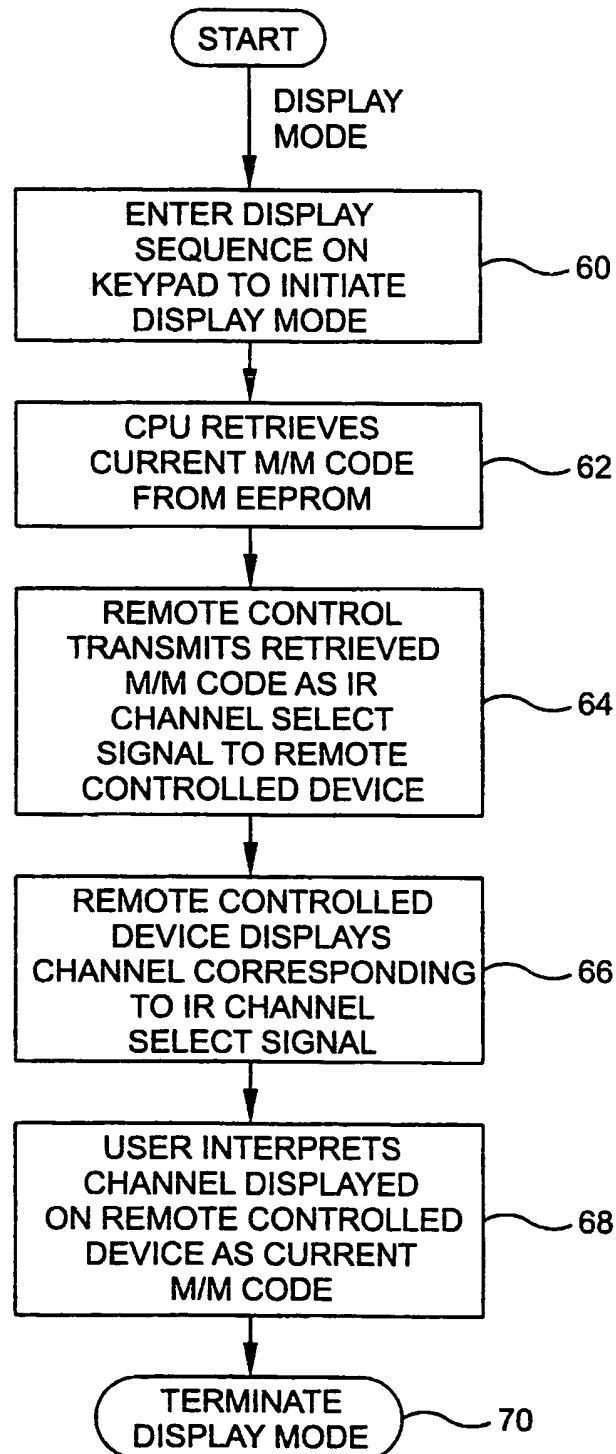 START
DISPLAY
MODE
ENTER DISPLAY
SEQUENCE ON
KEYPAD TO INITIATE
DISPLAY MODE
60
CPU RETRIEVES
CURRENT M/M CODE
FROM EEPROM
62
REMOTE CONTROL
TRANSMITS RETRIEVED
M/M CODE AS IR
CHANNEL SELECT
SIGNAL TO REMOTE
CONTROLLED DEVICE
64
REMOTE CONTROLLED
DEVICE DISPLAYS
CHANNEL CORRESPONDING
TO IR CHANNEL
SELECT SIGNAL
66
USER INTERPRETS
CHANNEL DISPLAYED
ON REMOTE CONTROLLED
DEVICE AS CURRENT
M/M CODE
68
TERMINATE
DISPLAY MODE
70